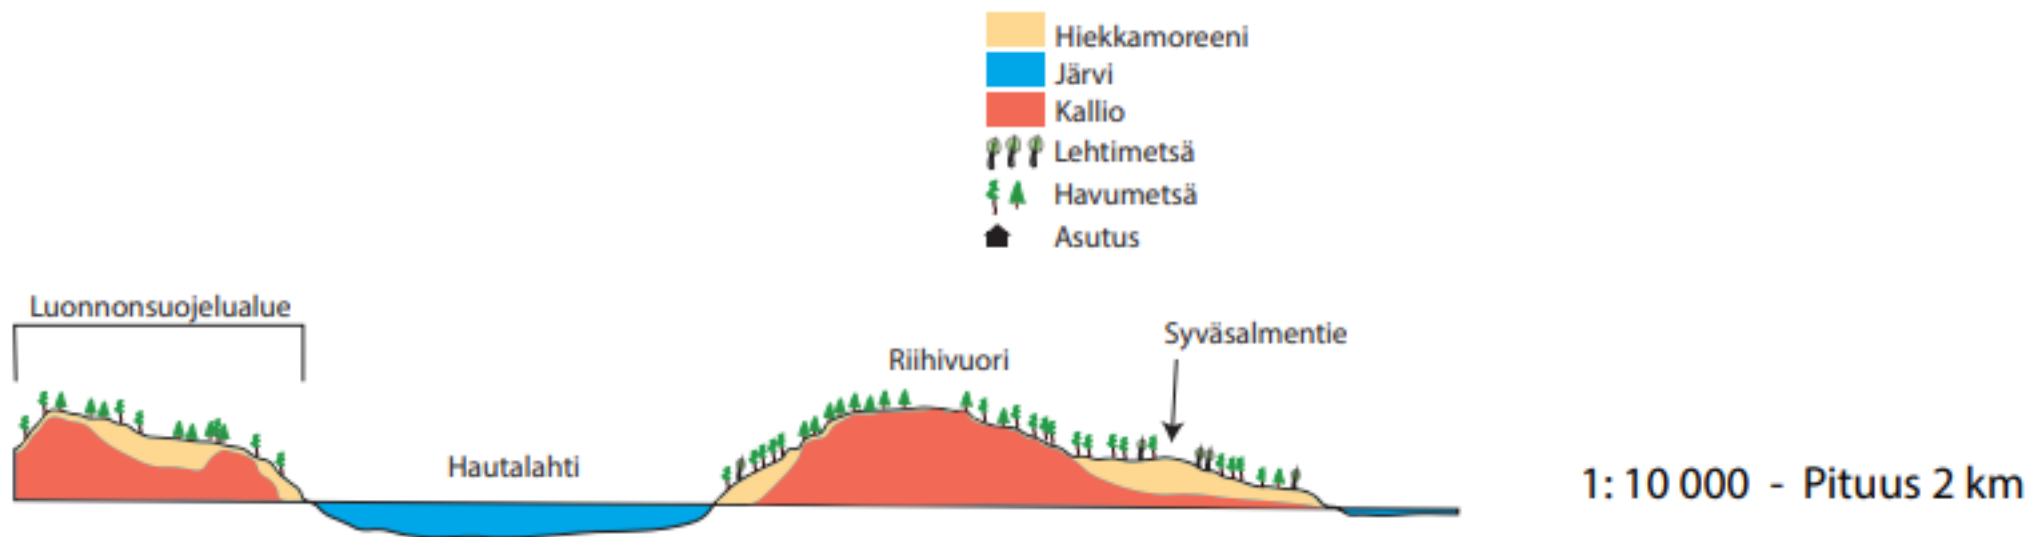 Hiekkamoreeni
Järvi
Kallio
Lehtimetsä
Havumetsä
Asutus
Luonnonsuojelualue
Syväsalmentie
Riihivuori
Hautalahti
1: 10 000 - Pituus 2 km